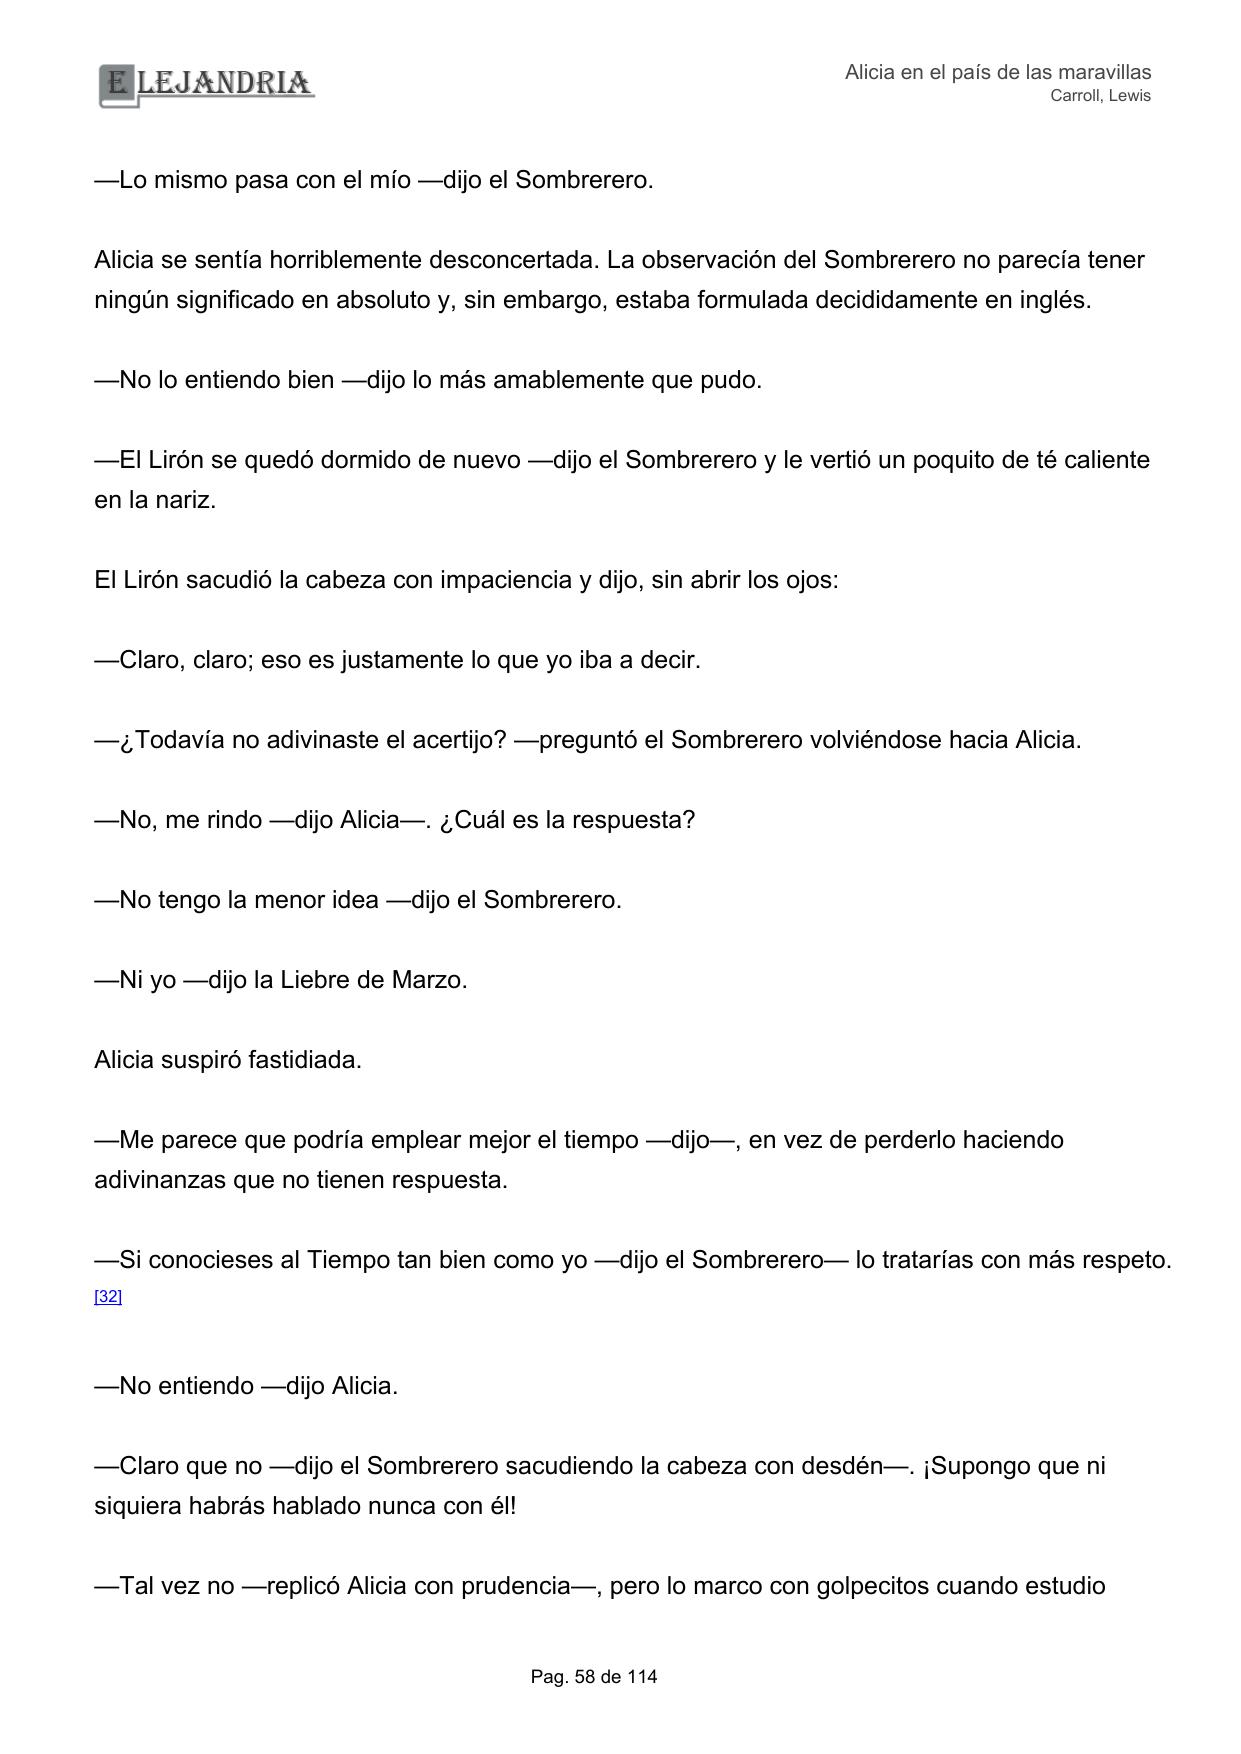 ELEJANDRIA
Alicia en el país de las maravillas
Carroll, Lewis
—Lo mismo pasa con el mío —dijo el Sombrerero.
Alicia se sentía horriblemente desconcertada. La observación del Sombrerero no parecía tener
ningún significado en absoluto y, sin embargo, estaba formulada decididamente en inglés.
—No lo entiendo bien —dijo lo más amablemente que pudo.
—El Lirón se quedó dormido de nuevo —dijo el Sombrerero y le vertió un poquito de té caliente
en la nariz.
El Lirón sacudió la cabeza con impaciencia y dijo, sin abrir los ojos:
—Claro, claro; eso es justamente lo que yo iba a decir.
—¿Todavía no adivinaste el acertijo? —preguntó el Sombrerero volviéndose hacia Alicia.
—No, me rindo —dijo Alicia—. ¿Cuál es la respuesta?
—No tengo la menor idea —dijo el Sombrerero.
—Ni yo —dijo la Liebre de Marzo.
Alicia suspiró fastidiada.
—Me parece que podría emplear mejor el tiempo —dijo—, en vez de perderlo haciendo
adivinanzas que no tienen respuesta.
—Si conocieses al Tiempo tan bien como yo —dijo el Sombrerero— lo tratarías con más respeto.
[32]
—No entiendo —dijo Alicia.
—Claro que no —dijo el Sombrerero sacudiendo la cabeza con desdén—. ¡Supongo que ni
siquiera habrás hablado nunca con él!
—Tal vez no —replicó Alicia con prudencia—, pero lo marco con golpecitos cuando estudio
Pag. 58 de 114